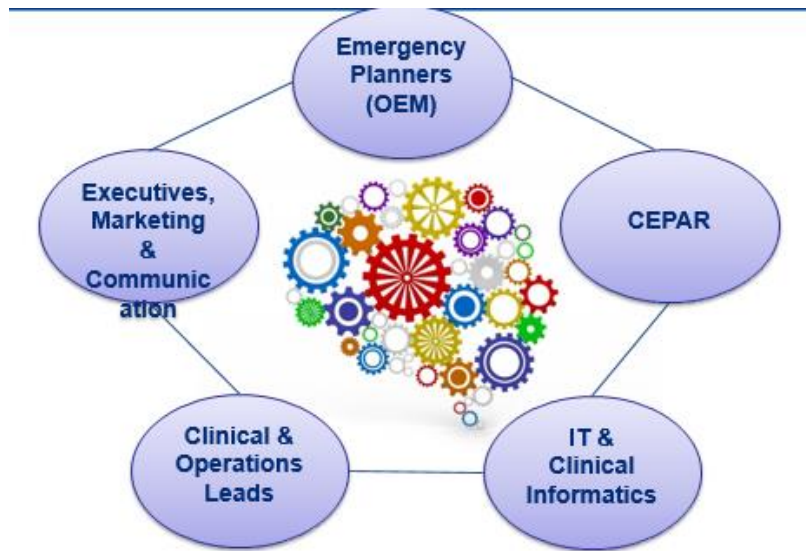 Emergency
Planners
(OEM)
Executives,
Marketing
&
Communic
ation
CEPAR
Clinical &
Operations
Leads
IT &
Clinical
Informatics